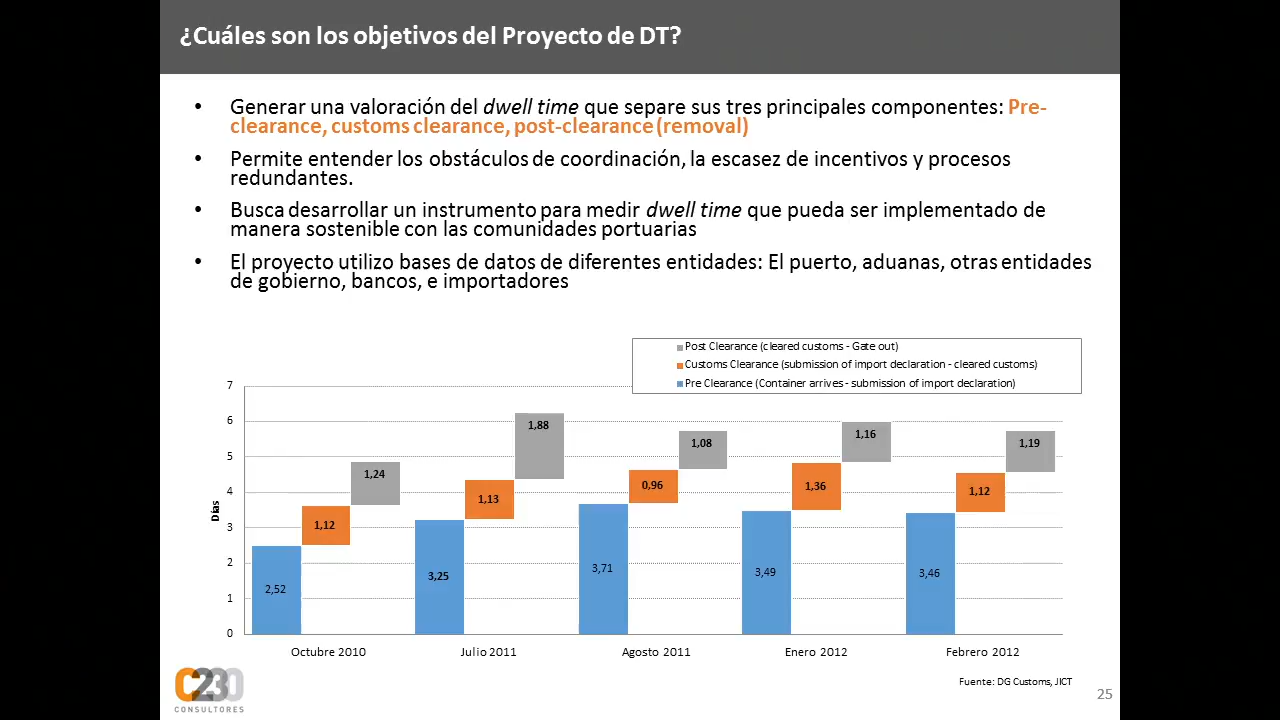 ¿Cuáles son los objetivos del Proyecto de DT?
• Generar una valoración del dwell time que separe sus tres principales componentes: Pre-
clearance, customs clearance, post-clearance (removal)
• Permite entender los obstáculos de coordinación, la escasez de incentivos y procesos
redundantes.
• Busca desarrollar un instrumento para medir dwell time que pueda ser implementado de
manera sostenible con las comunidades portuarias
• El proyecto utilizo bases de datos de diferentes entidades: El puerto, aduanas, otras entidades
de gobierno, bancos, e importadores
Post Clearance (cleared customs - Gate out)
Customs Clearance (submission of import declaration - cleared customs)
Pre Clearance (Container arrives - submission of import declaration)
7
6
5
4
3
2
1
0
Días
2,52
1,12
1,24
3,25
1,13
1,88
3,71
0,96
1,08
3,49
1,36
1,16
3,46
1,12
1,19
Octubre 2010
Julio 2011
Agosto 2011
Enero 2012
Febrero 2012
Fuente: DG Customs, JICT
C230
CONSULTORES
25